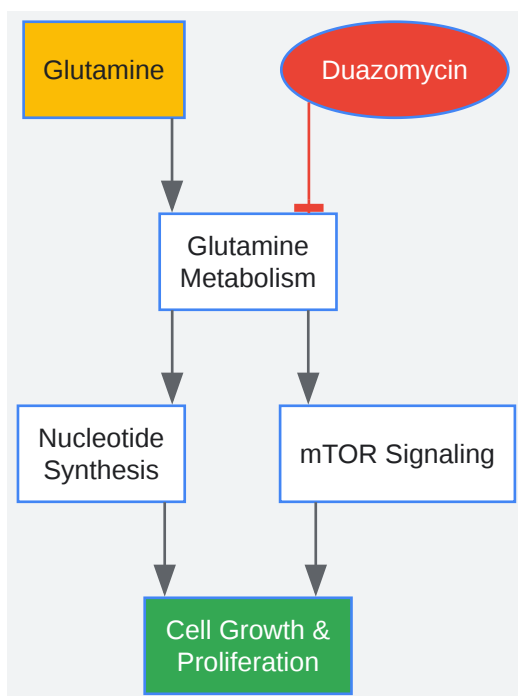 Glutamine
Duazomycin
Glutamine
Metabolism
Nucleotide
Synthesis
mTOR Signaling
Cell Growth &
Proliferation